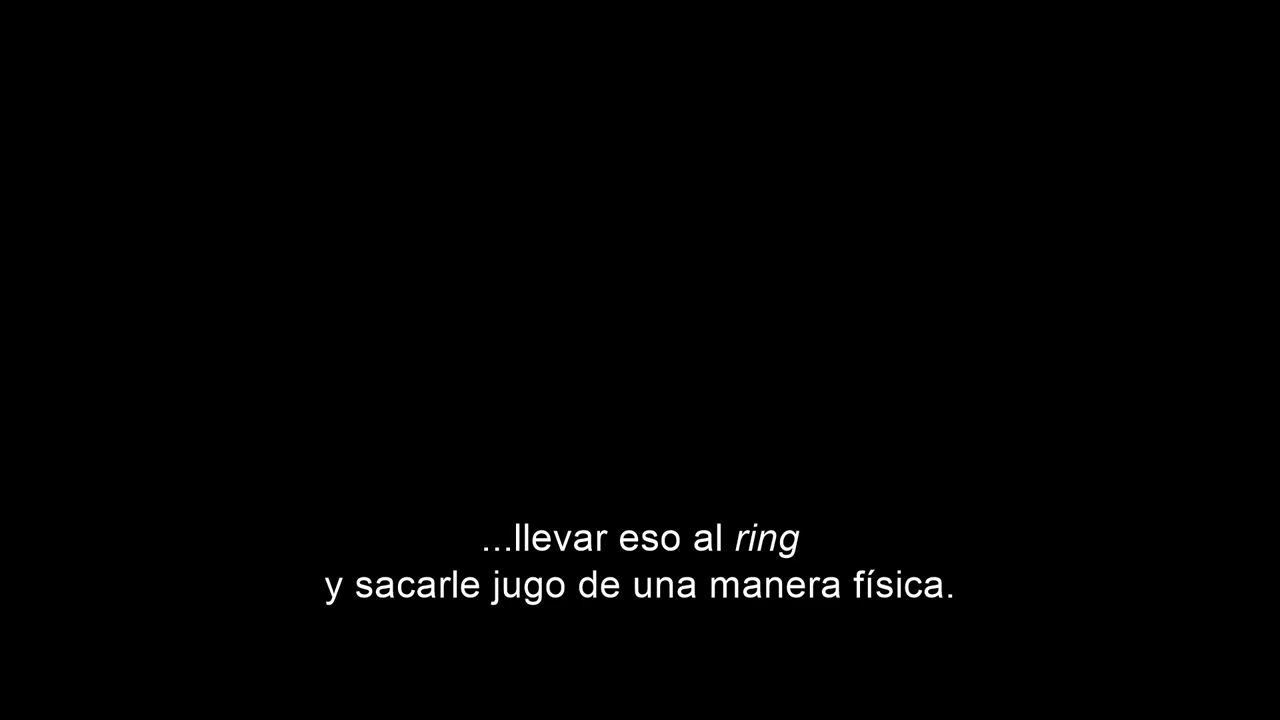 ...llevar eso al ring
y sacarle jugo de una manera física.